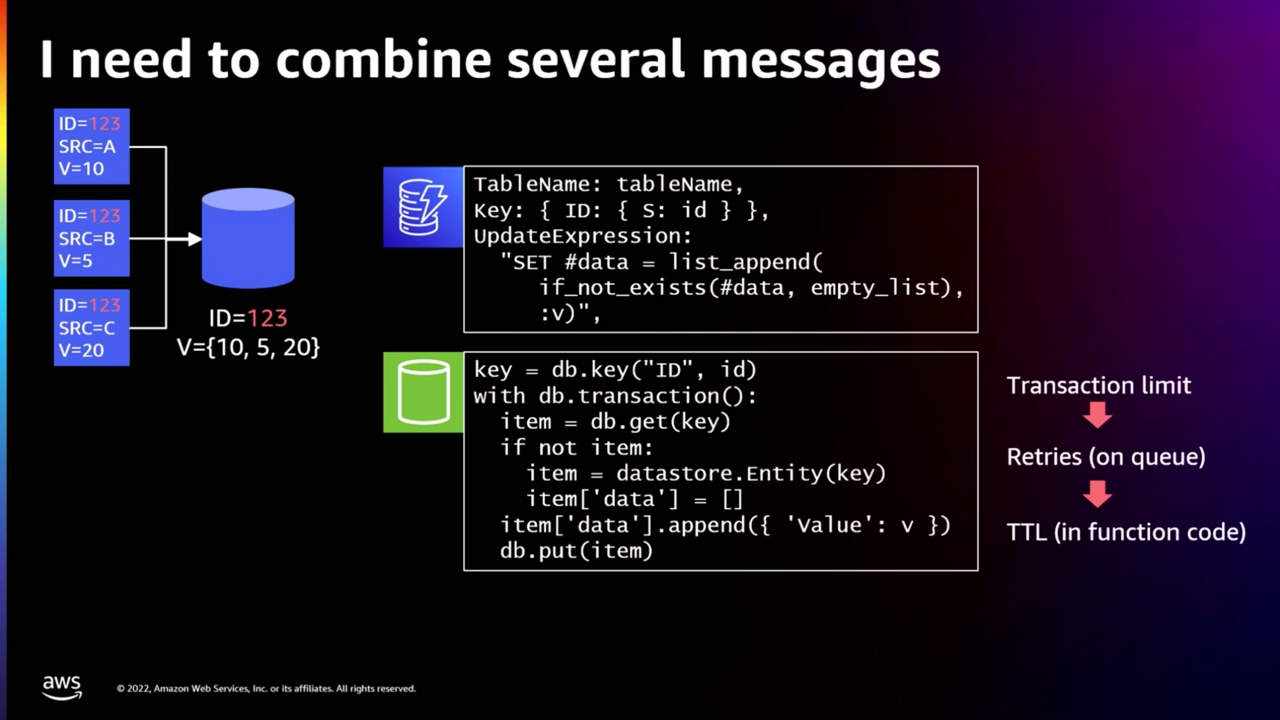 I need to combine several messages
ID=123
SRC=A
V=10
ID=123
SRC=B
V=5
ID=123
SRC=C
V=20
ID=123
V={10, 5, 20}
TableName: tableName,
Key: { ID: { S: id } },
UpdateExpression:
"SET #data = list_append(
if_not_exists(#data, empty_list),
:v)",
key = db.key("ID", id)
with db.transaction():
item = db.get(key)
if not item:
item = datastore.Entity(key)
item['data'] = []
item['data'].append({ 'Value': v })
db.put(item)
Transaction limit
Retries (on queue)
TTL (in function code)
aws
© 2022, Amazon Web Services, Inc. or its affiliates. All rights reserved.